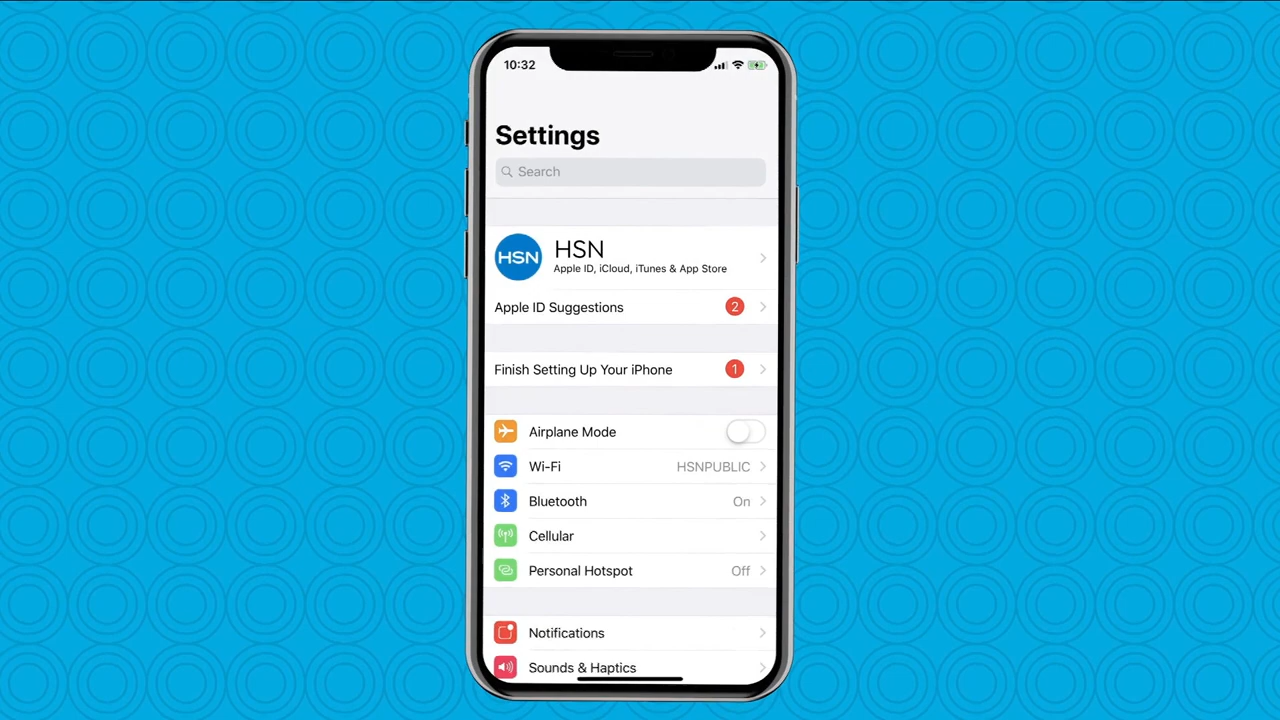 10:32
Settings
Search
HSN
HSN
Apple ID, iCloud, iTunes & App Store
Apple ID Suggestions 2
Finish Setting Up Your iPhone 1
Airplane Mode
Wi-Fi HSNPUBLIC
Bluetooth On
Cellular
Personal Hotspot Off
Notifications
Sounds & Haptics